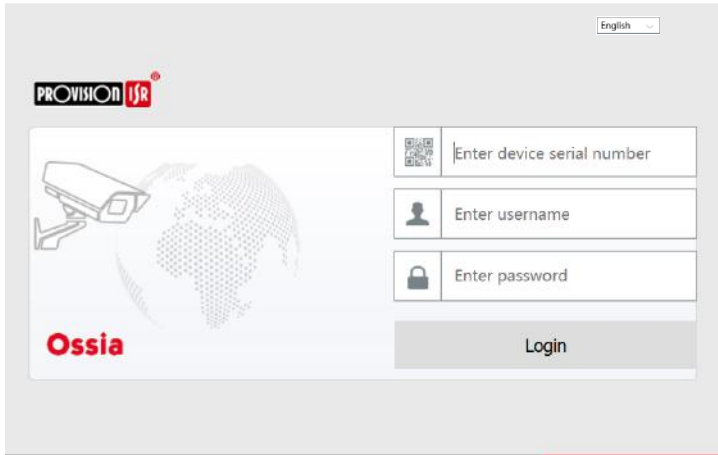 English
PROVISION ISR®
Enter device serial number
Enter username
Enter password
Ossia
Login